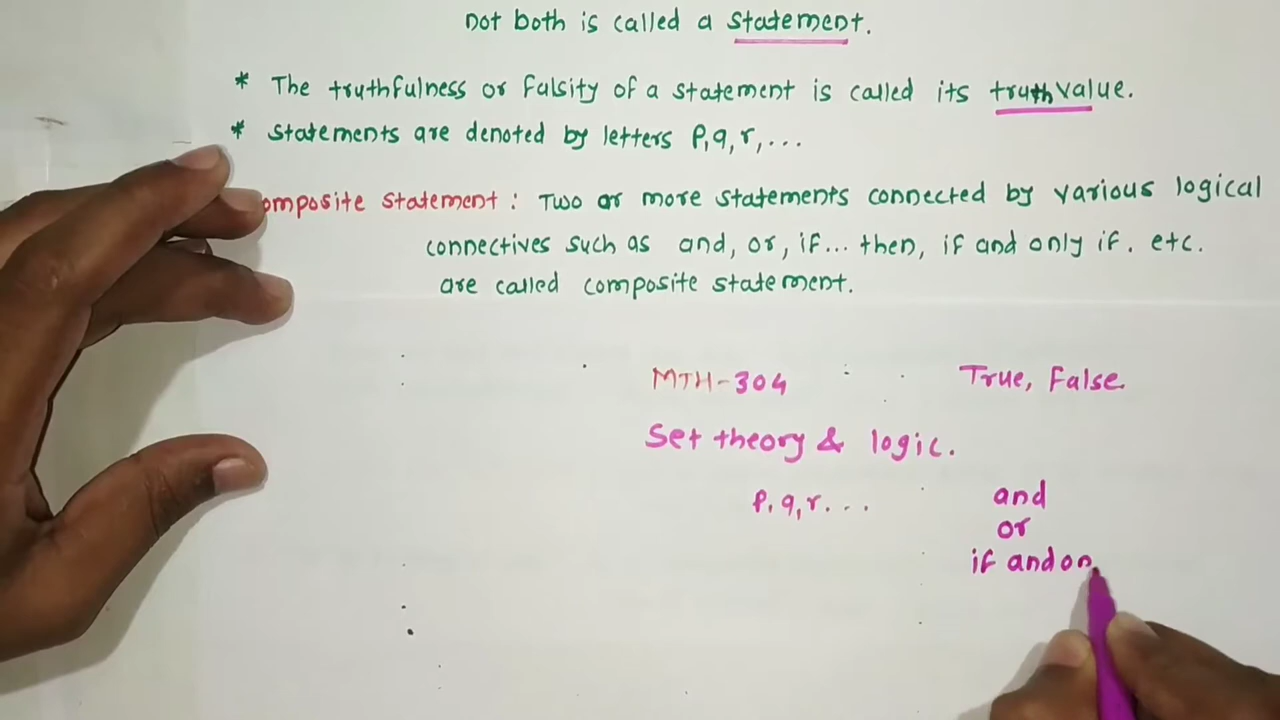 not both is called a statement.
* The truthfulness or falsity of a statement is called its truth value.
* Statements are denoted by letters p, q, r, ...
omposite statement : Two or more statements connected by various logical
connectives such as and, or, if... then, if and only if. etc.
are called composite statement.
MTH-304
True, False.
Set theory & logic.
p, q, r...
and
or
if and on